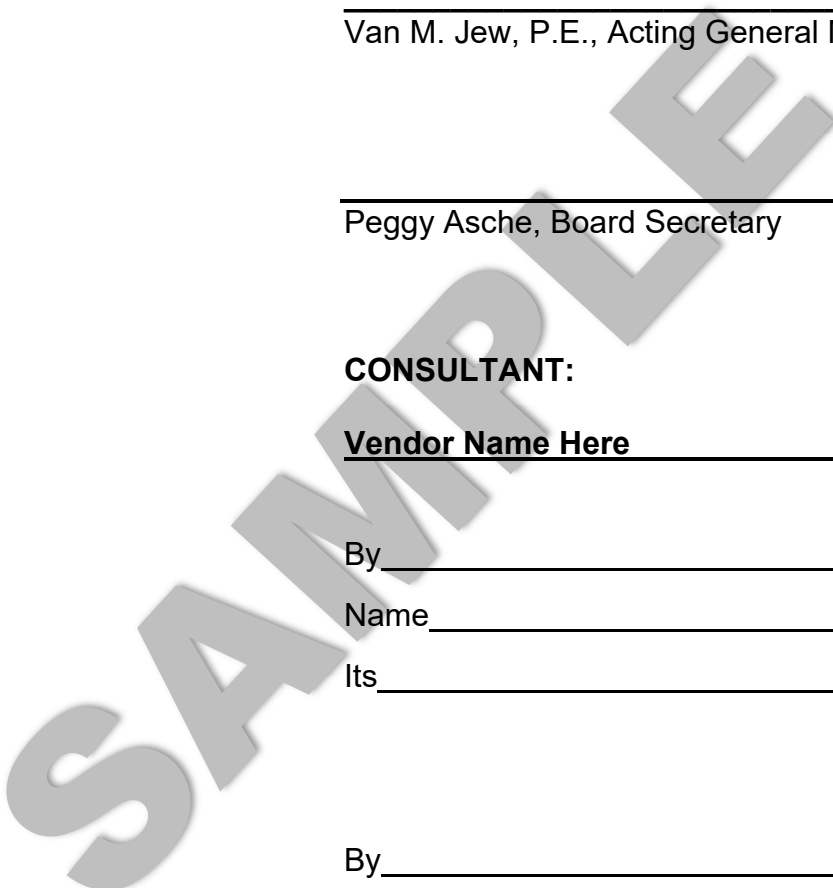 Van M. Jew, P.E., Acting General
Peggy Asche, Board Secretary
CONSULTANT:
Vendor Name Here
By
Name
Its
By
SAMPLE